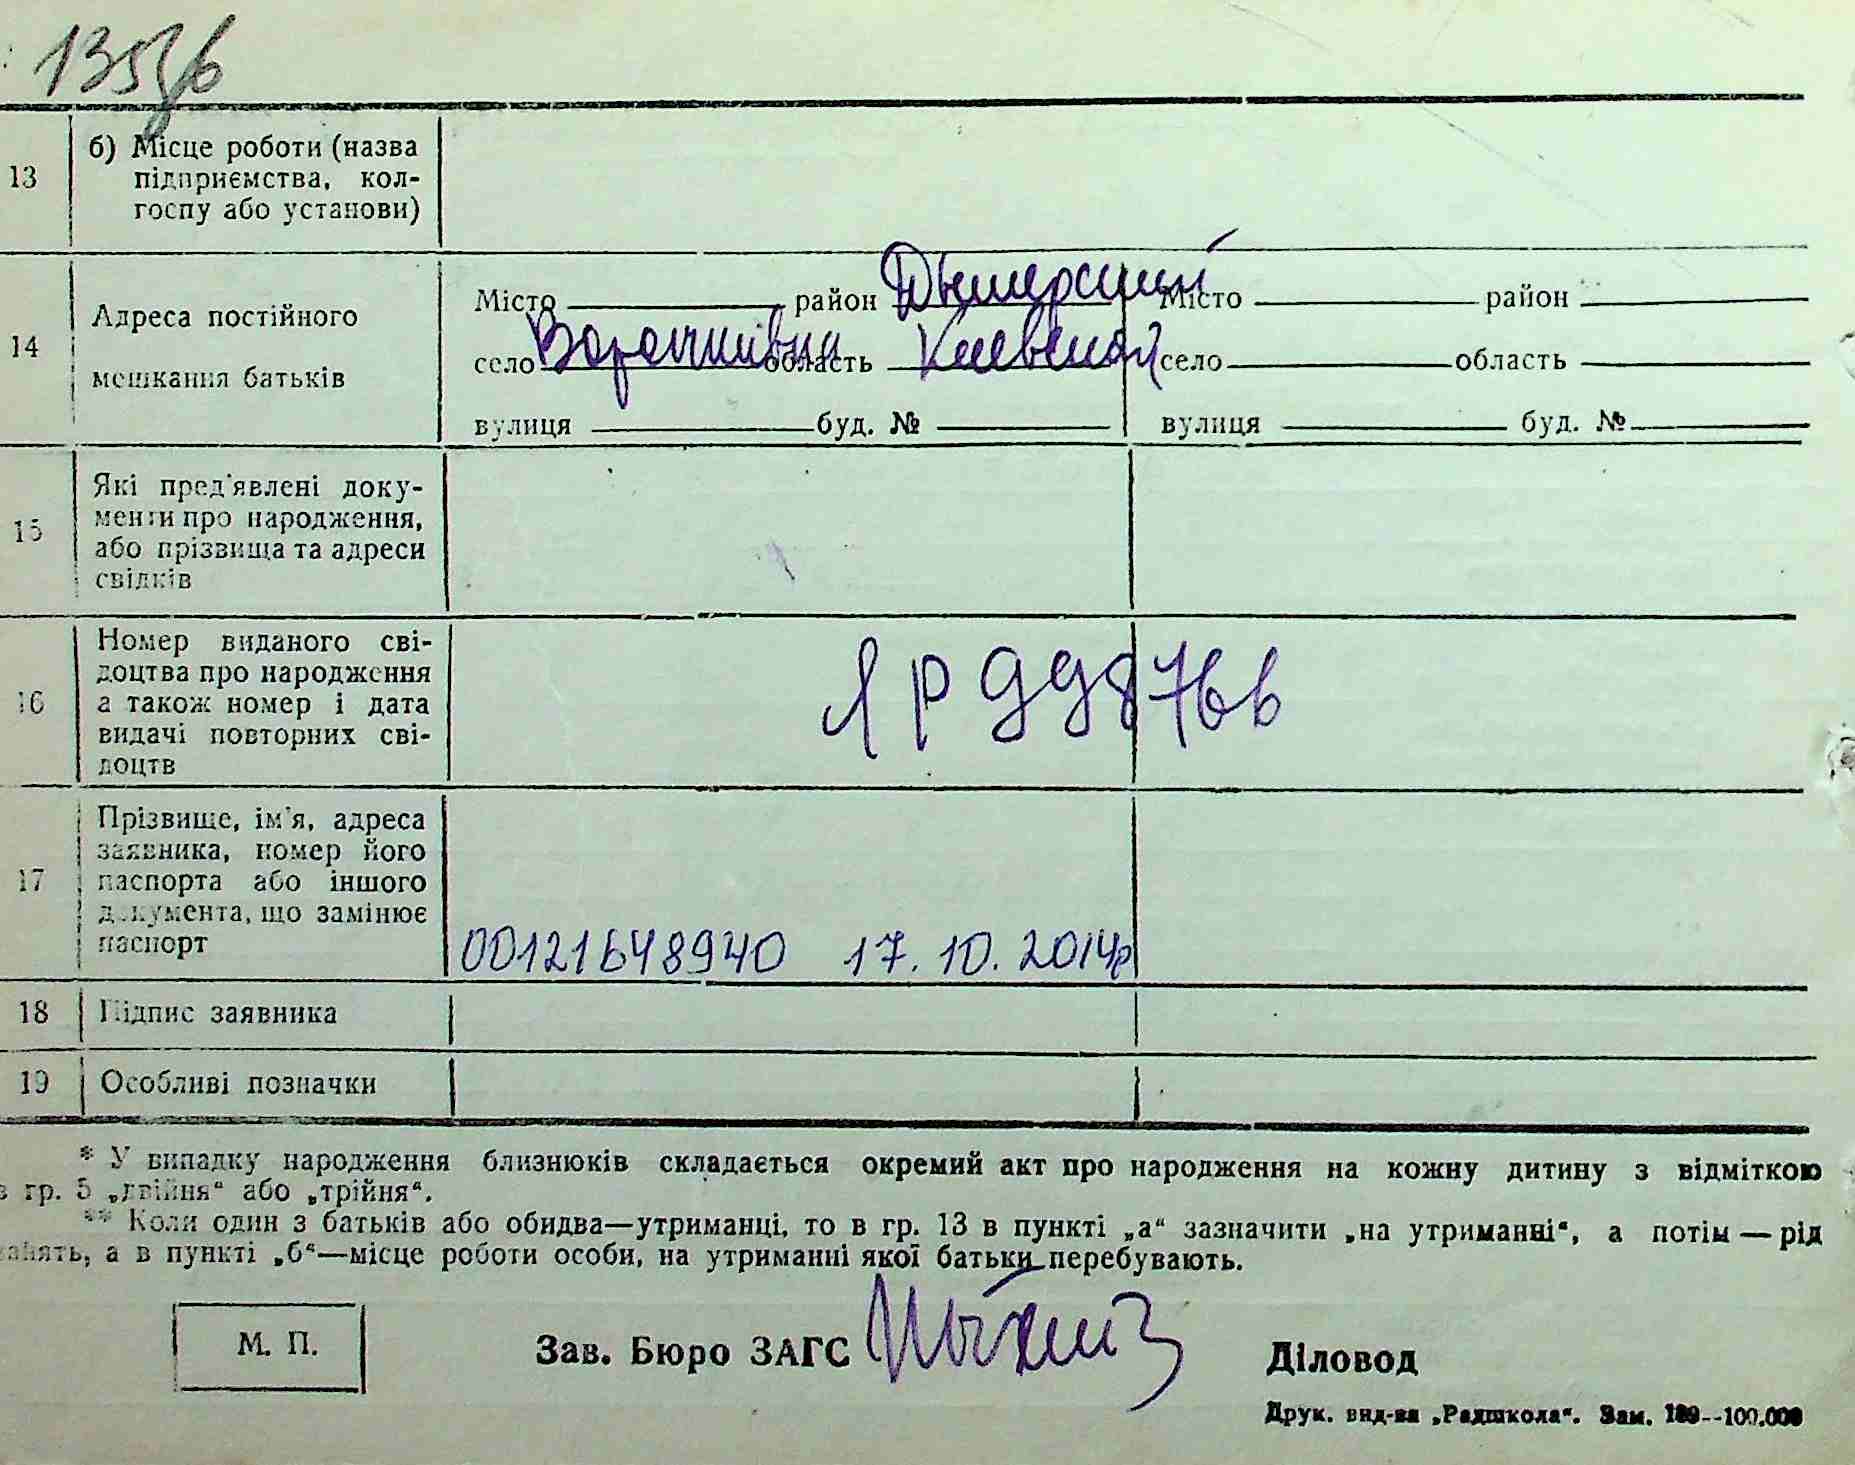 13
б) Місце роботи (назва
підприємства, кол-
госпу або установи)
14
Адреса постійного
мешкання батьків
Місто район Дымерский Місто район
село область Киевской село область
вулиця буд. № вулиця буд. №
15
Які пред'явлені доку-
менти про народження,
або прізвища та адреси
свідків
16
Номер виданого сві-
доцтва про народження
а також номер і дата
видачі повторних сві-
доцтв
ЯР 998766
17
Прізвище, ім'я, адреса
заявника, номер його
паспорта або іншого
документа, що замінює
паспорт
00121648940 17.10.2014р
18 Підпис заявника
19 Особливі позначки
* У випадку народження близнюків складається окремий акт про народження на кожну дитину з відміткою
в гр. 5 „двійня“ або „трійня“.
** Коли один з батьків або обидва—утриманці, то в гр. 13 в пункті „а“ зазначити „на утриманні“, а потім — рід
занять, а в пункті „б“—місце роботи особи, на утриманні якої батьки перебувають.
М. П. Зав. Бюро ЗАГС Діловод
Друк. вид-ва „Радшкола“. Зам. 189--100.000